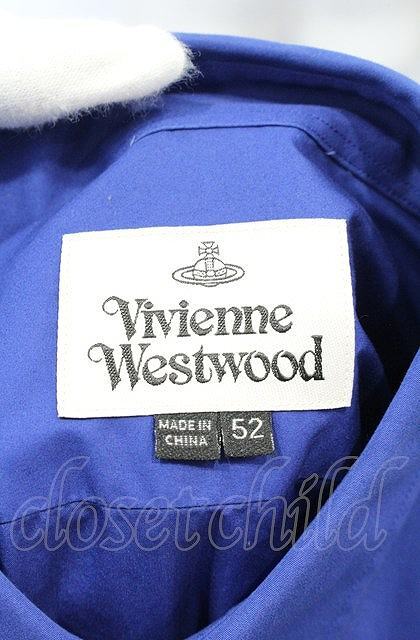 Vivienne
Westwood
MADE IN
CHINA
52
closet child